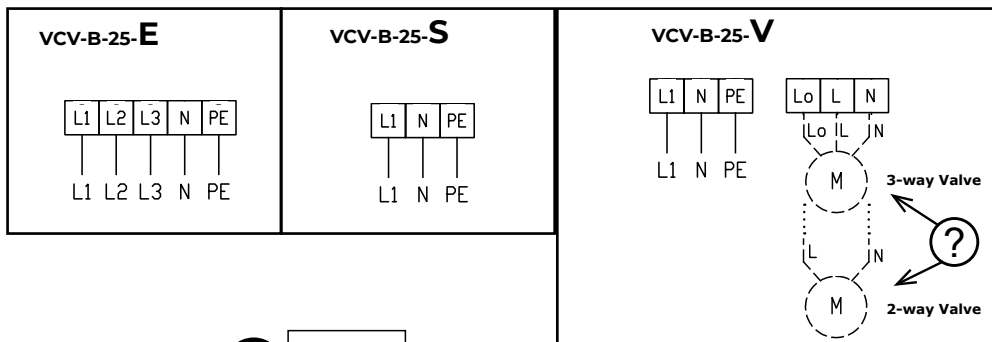 VCV-B-25-E
L1 L2 L3 N PE
L1 L2 L3 N PE
VCV-B-25-S
L1 N PE
L1 N PE
VCV-B-25-V
L1 N PE
L1 N PE
Lo L N
Lo L N
M
3-way Valve
?
L N
M
2-way Valve